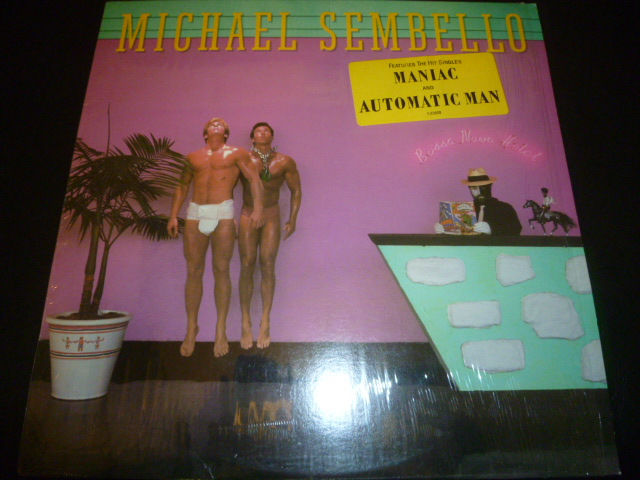 MICHAEL SEMBELLO
FEATURES THE HIT SINGLES
MANIAC
AND
AUTOMATIC MAN
Bossa Nova Hotel